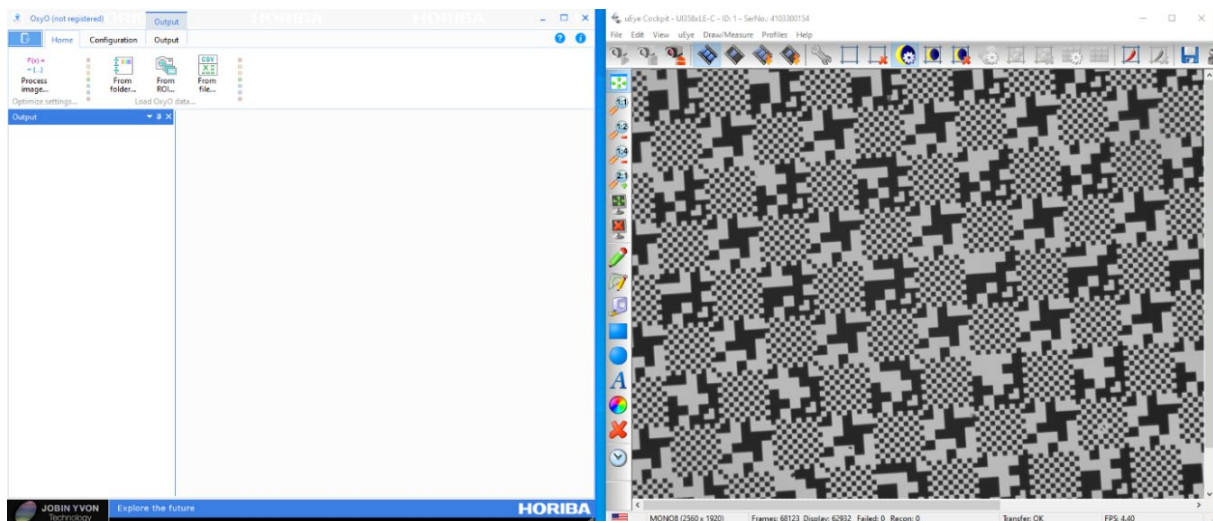 OxyO (not registered)
Output
HORIBA
HORIBA
Home
Configuration
Output
F(x) =
= (...)
Process
image...
From
folder...
From
ROI...
CSV
From
file...
Optimize settings...
Load OxyO data...
Output
JOBIN YVON
Technology
Explore the future
HORIBA
uEye Cockpit - UI358xLE-C - ID: 1 - SerNo.: 4103300154
File Edit View uEye Draw/Measure Profiles Help
1:1
1:2
1:4
2:1
A
MONO8 (2560 x 1920)
Frames: 68123 Display: 62932 Failed: 0 Recon: 0
Transfer: OK
FPS: 4.40